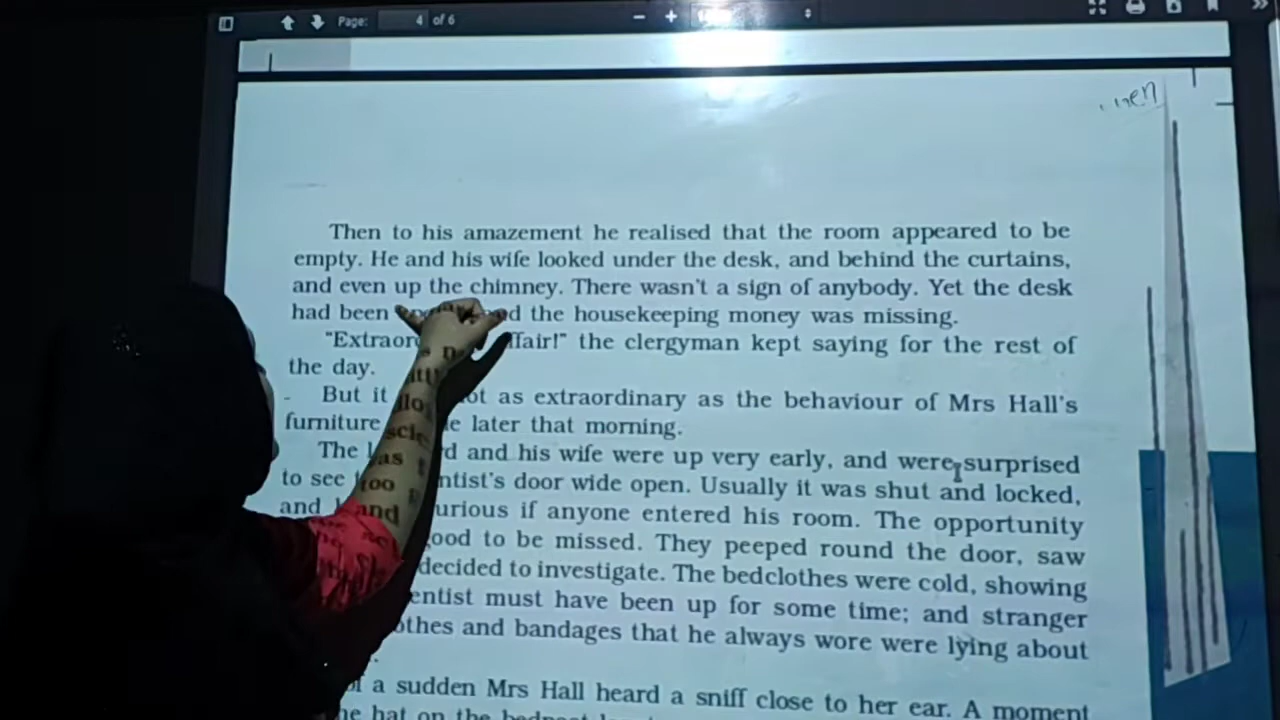 Page: 4 of 6
Then to his amazement he realised that the room appeared to be
empty. He and his wife looked under the desk, and behind the curtains,
and even up the chimney. There wasn't a sign of anybody. Yet the desk
had been the housekeeping money was missing.
the clergyman kept saying for the rest of
the day.
But it as extraordinary as the behaviour of Mrs Hall's
furniture later that morning.
The and his wife were up very early, and were surprised
to see door wide open. Usually it was shut and locked,
and if anyone entered his room. The opportunity
to be missed. They peeped round the door, saw
decided to investigate. The bedclothes were cold, showing
must have been up for some time; and stranger
and bandages that he always wore were lying about
a sudden Mrs Hall heard a sniff close to her ear. A moment
hat on the